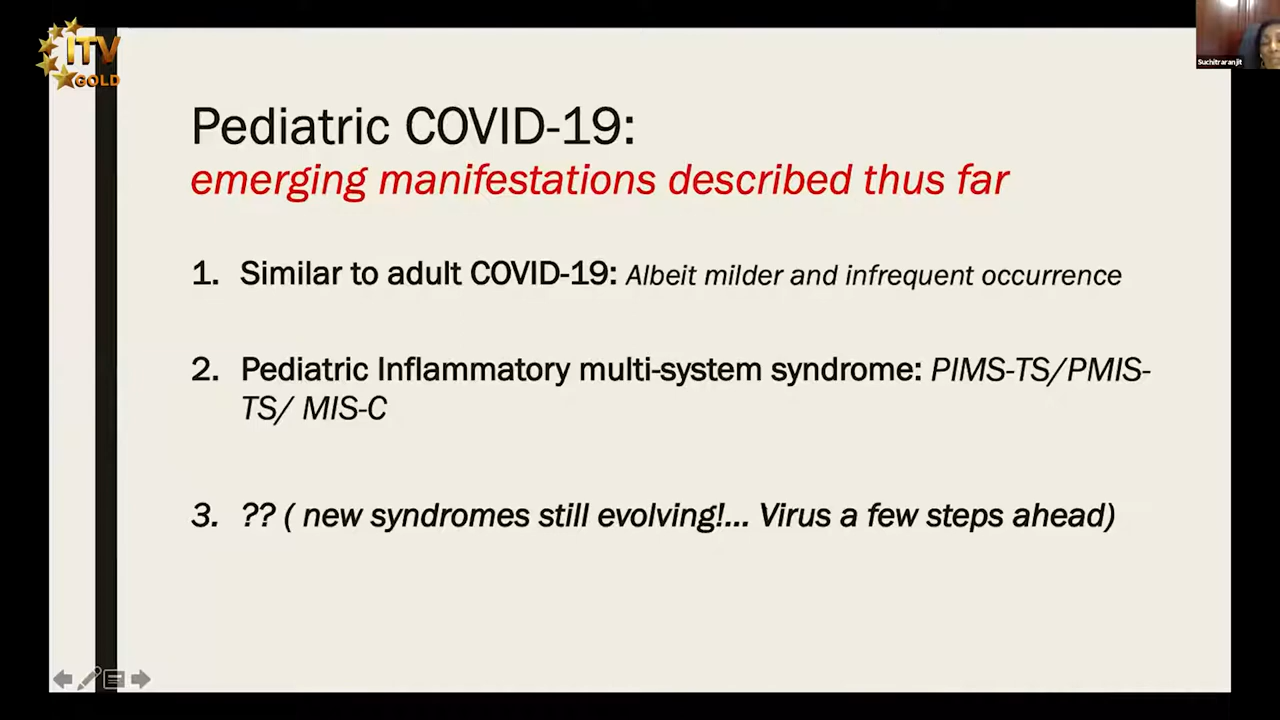 ITV
GOLD
Suchitraranjit
Pediatric COVID-19:
emerging manifestations described thus far
1. Similar to adult COVID-19: Albeit milder and infrequent occurrence
2. Pediatric Inflammatory multi-system syndrome: PIMS-TS/PMIS-
TS/ MIS-C
3. ?? ( new syndromes still evolving!... Virus a few steps ahead)